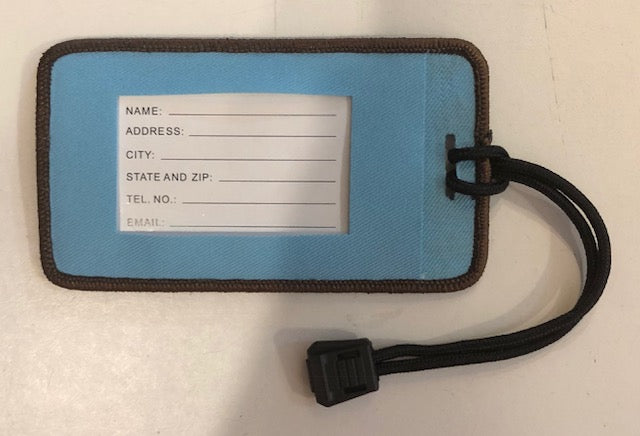 NAME:
ADDRESS:
CITY:
STATE AND ZIP:
TEL. NO.:
EMAIL: